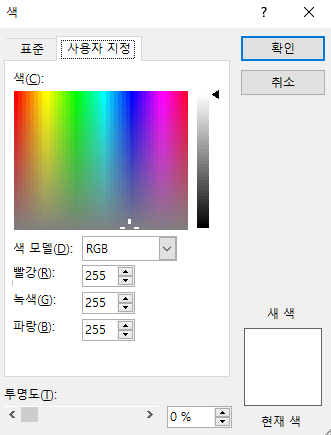 색
?
표준
사용자 지정
확인
취소
색(C):
색 모델(D): RGB
빨강(R): 255
녹색(G): 255
파랑(B): 255
새 색
현재 색
투명도(T):
0 %